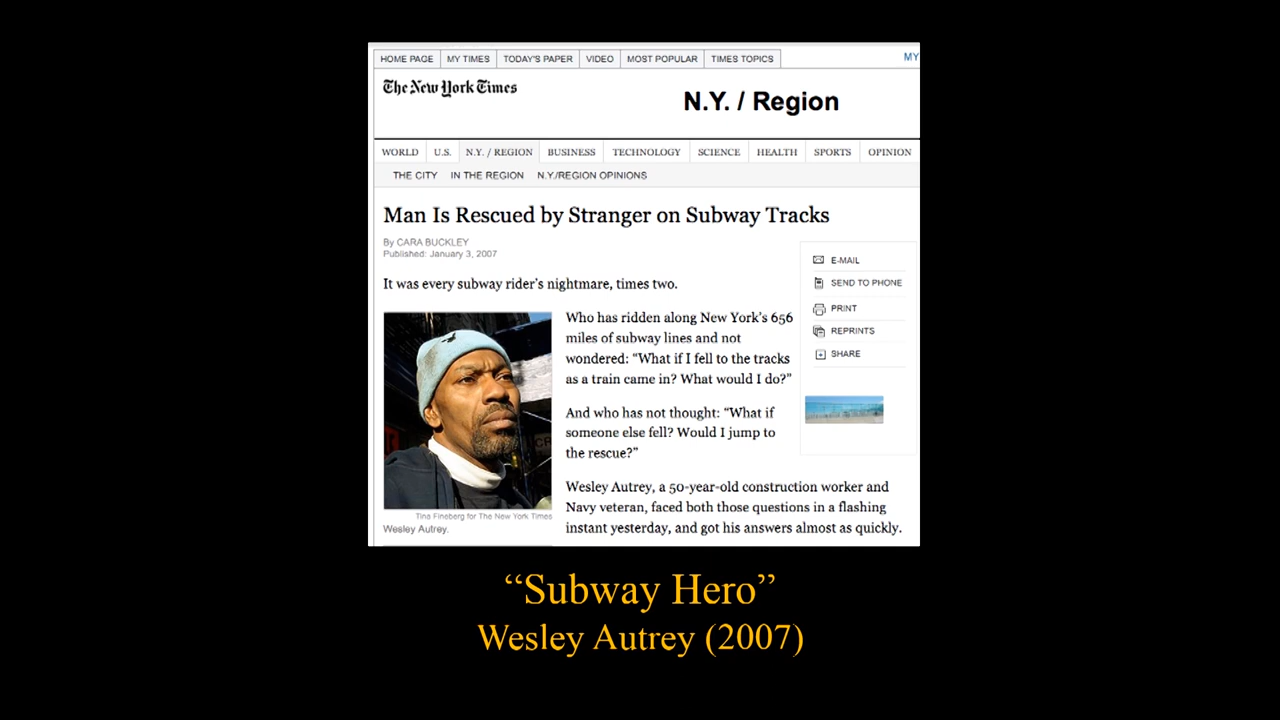 HOME PAGE MY TIMES TODAY'S PAPER VIDEO MOST POPULAR TIMES TOPICS MY
The New York Times
N.Y. / Region
WORLD U.S. N.Y. / REGION BUSINESS TECHNOLOGY SCIENCE HEALTH SPORTS OPINION
THE CITY IN THE REGION N.Y./REGION OPINIONS
Man Is Rescued by Stranger on Subway Tracks
By CARA BUCKLEY
Published: January 3, 2007
It was every subway rider's nightmare, times two.
Who has ridden along New York's 656
miles of subway lines and not
wondered: “What if I fell to the tracks
as a train came in? What would I do?”
And who has not thought: “What if
someone else fell? Would I jump to
the rescue?”
Wesley Autrey, a 50-year-old construction worker and
Navy veteran, faced both those questions in a flashing
instant yesterday, and got his answers almost as quickly.
Tina Fineberg for The New York Times
Wesley Autrey.
E-MAIL
SEND TO PHONE
PRINT
REPRINTS
SHARE
“Subway Hero”
Wesley Autrey (2007)